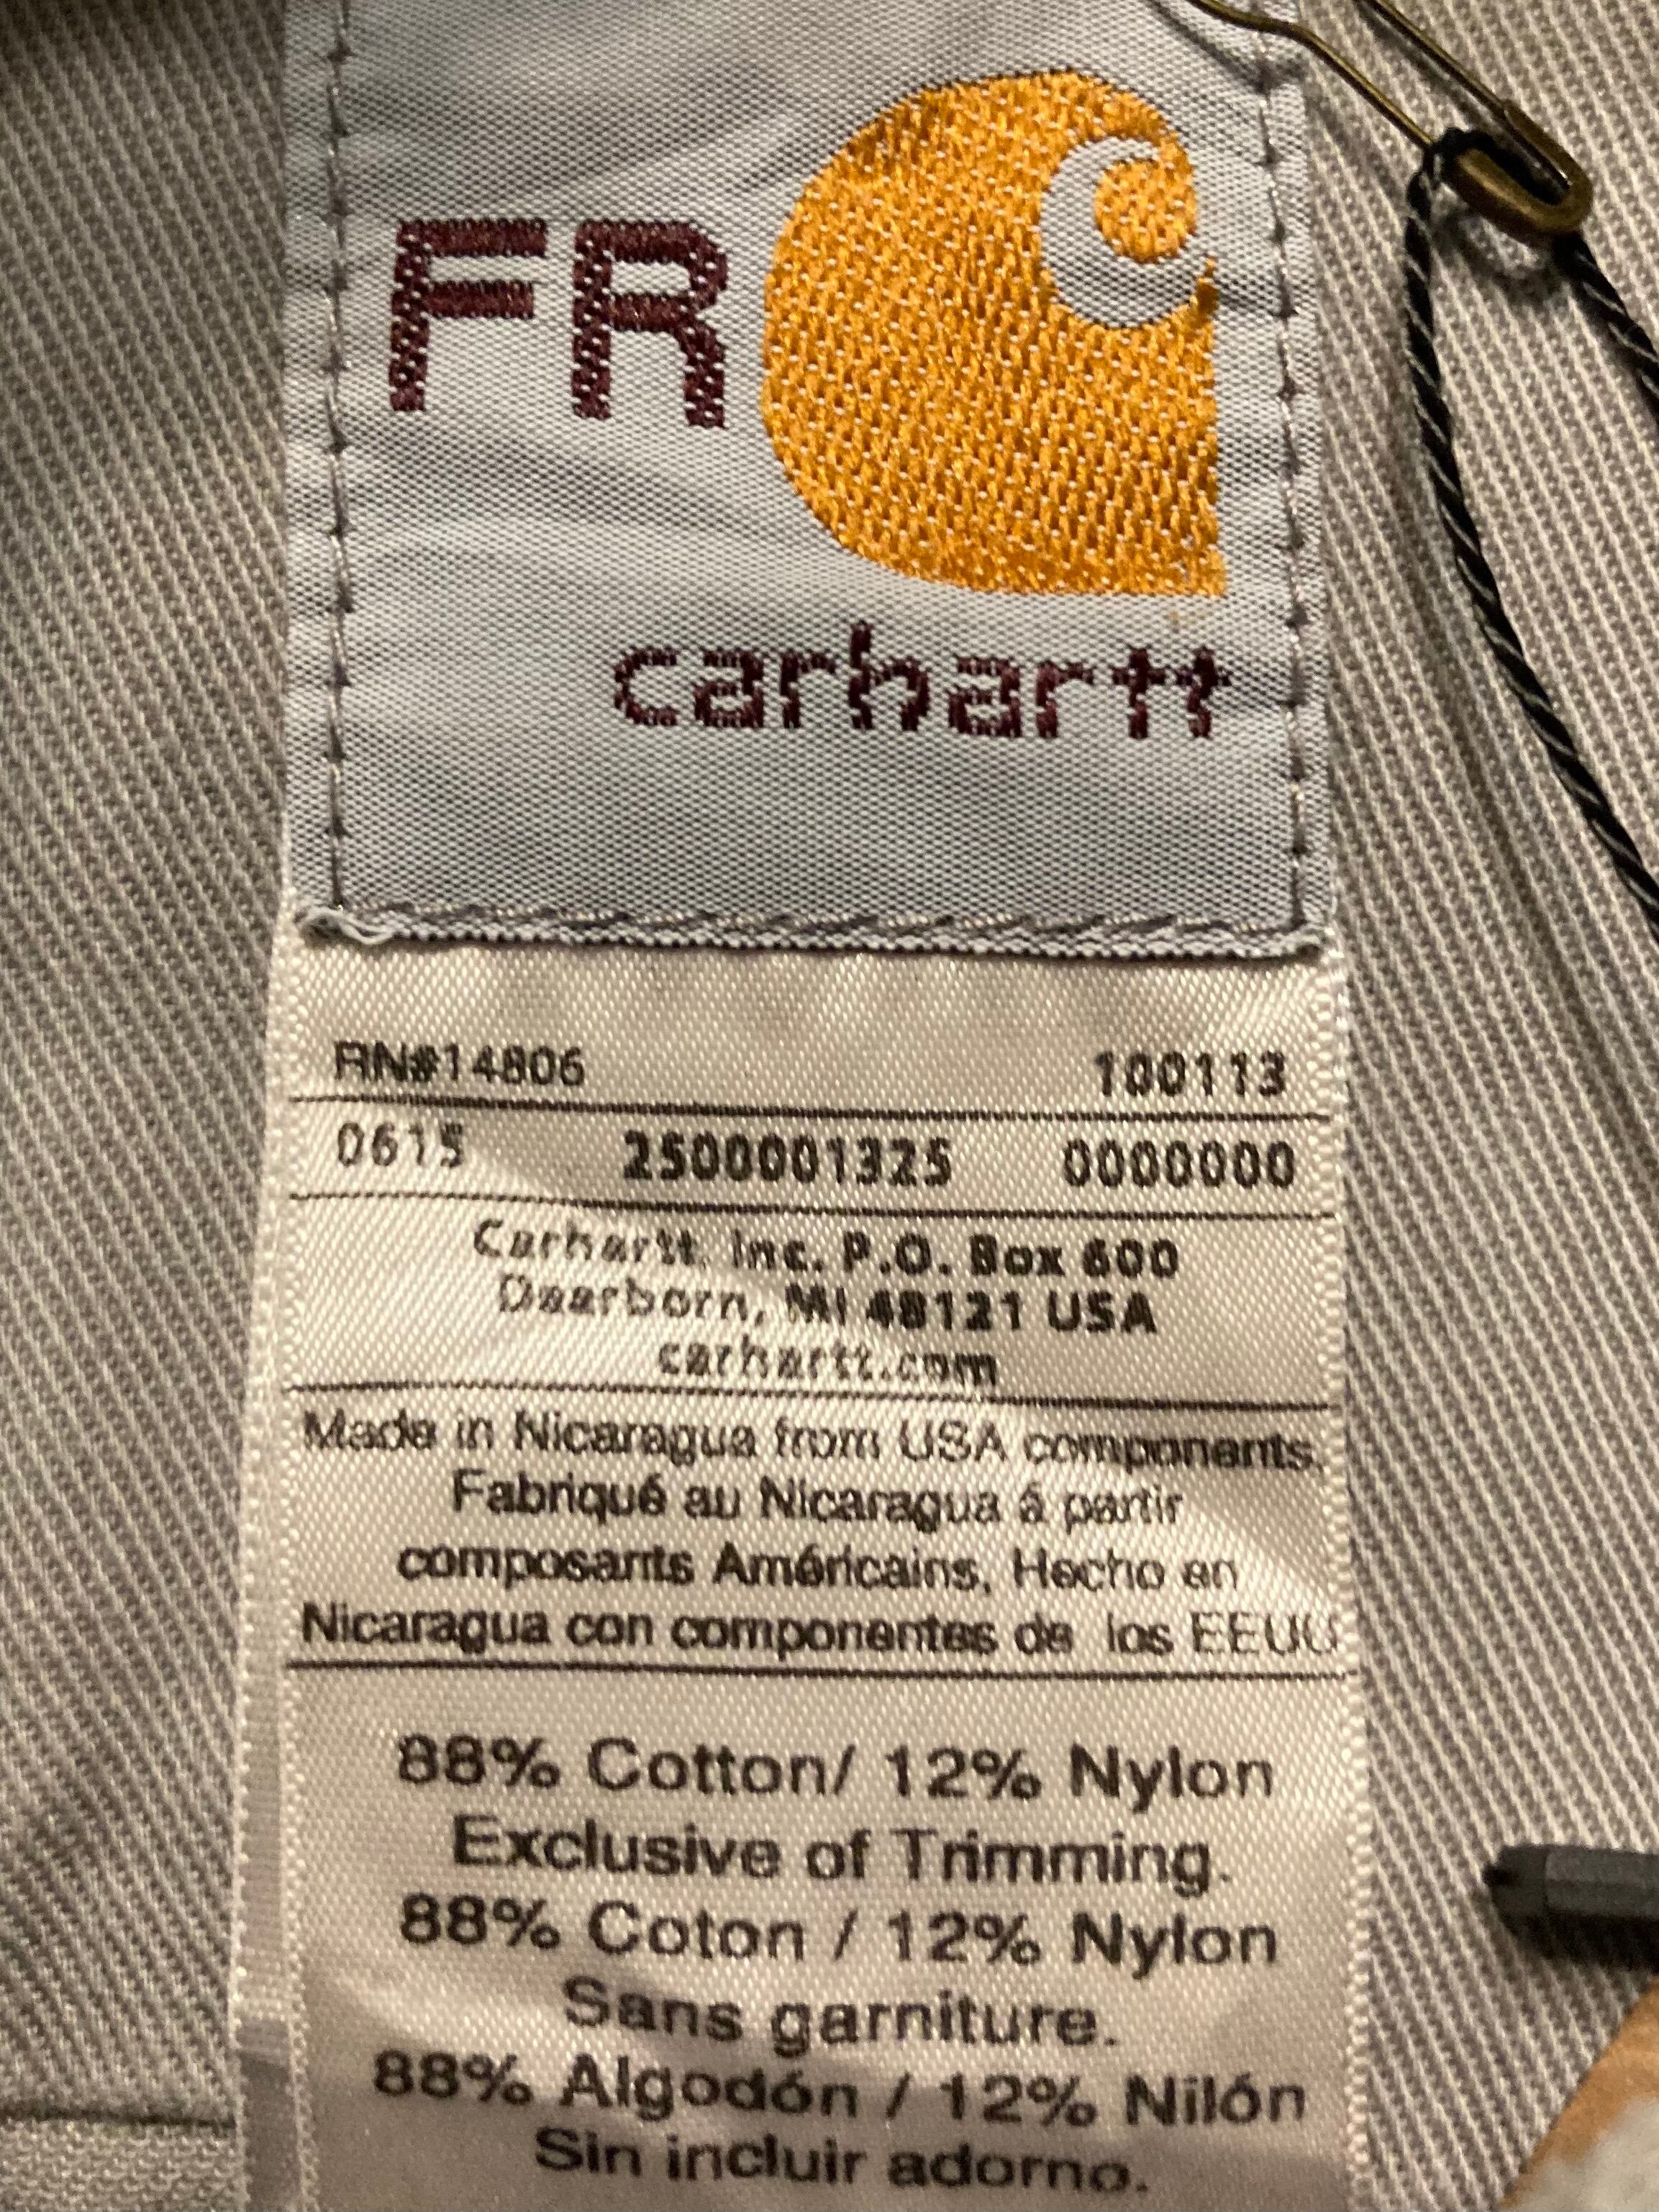 FR
carhartt
RN#14806 100113
0615 2500001325 0000000
Carhartt, Inc. P.O. Box 600
Dearborn, MI 48121 USA
carhartt.com
Made in Nicaragua from USA components.
Fabriqué au Nicaragua á partir
composants Américains, Hecho en
Nicaragua con componentes de los EEUU
88% Cotton/ 12% Nylon
Exclusive of Trimming.
88% Coton / 12% Nylon
Sans garniture.
88% Algodón / 12% Nilón
Sin incluir adorno.